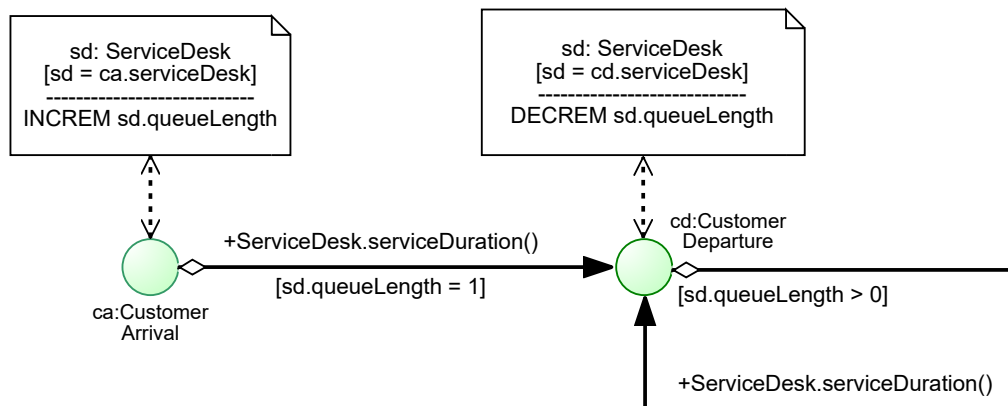 sd: ServiceDesk
[sd = ca.serviceDesk]
----------------------------
INCREM sd.queueLength
sd: ServiceDesk
[sd = cd.serviceDesk]
----------------------------
DECREM sd.queueLength
+ServiceDesk.serviceDuration()
[sd.queueLength = 1]
ca:Customer
Arrival
cd:Customer
Departure
[sd.queueLength > 0]
+ServiceDesk.serviceDuration()